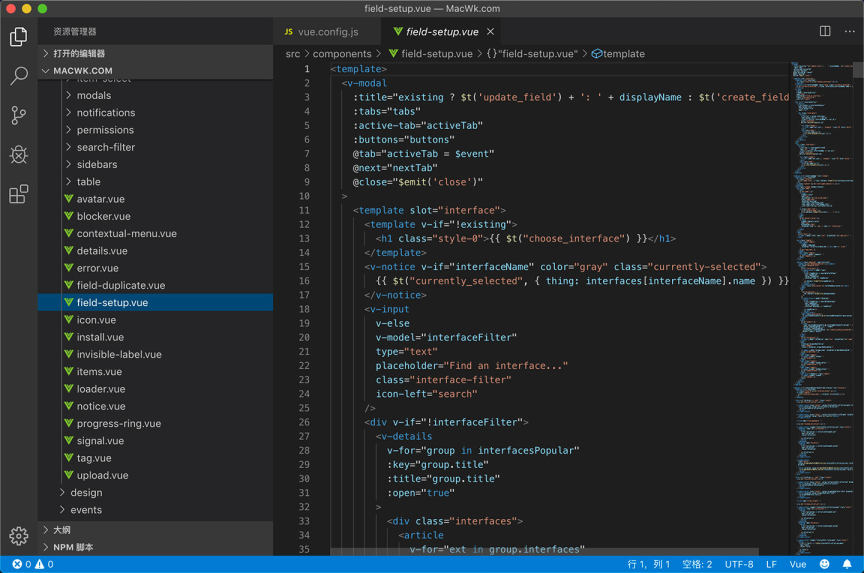 field-setup.vue — MacWk.com
资源管理器
打开的编辑器
MACWK.COM
item-select
modals
notifications
permissions
search-filter
sidebars
table
avatar.vue
blocker.vue
contextual-menu.vue
details.vue
error.vue
field-duplicate.vue
field-setup.vue
icon.vue
install.vue
invisible-label.vue
items.vue
loader.vue
notice.vue
progress-ring.vue
signal.vue
tag.vue
upload.vue
design
events
大纲
NPM 脚本
JS vue.config.js
field-setup.vue
src > components > field-setup.vue > {} "field-setup.vue" > template
1 <template>
2 <v-modal
3 :title="existing ? $t('update_field') + ': ' + displayName : $t('create_field
4 :tabs="tabs"
5 :active-tab="activeTab"
6 :buttons="buttons"
7 @tab="activeTab = $event"
8 @next="nextTab"
9 @close="$emit('close')"
10 >
11 <template slot="interface">
12 <template v-if="!existing">
13 <h1 class="style-0">{{ $t("choose_interface") }}</h1>
14 </template>
15 <v-notice v-if="interfaceName" color="gray" class="currently-selected">
16 {{ $t("currently_selected", { thing: interfaces[interfaceName].name }) }}
17 </v-notice>
18 <v-input
19 v-else
20 v-model="interfaceFilter"
21 type="text"
22 placeholder="Find an interface..."
23 class="interface-filter"
24 icon-left="search"
25 />
26 <div v-if="!interfaceFilter">
27 <v-details
28 v-for="group in interfacesPopular"
29 :key="group.title"
30 :title="group.title"
31 :open="true"
32 >
33 <div class="interfaces">
34 <article
35 v-for="ext in group.interfaces"
0 0
行 1，列 1 空格: 2 UTF-8 LF Vue